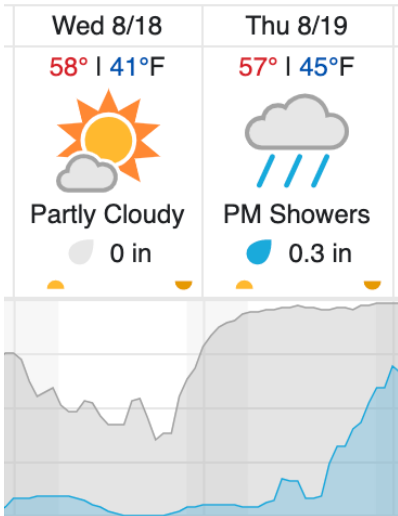 Wed 8/18 Thu 8/19
58° | 41°F 57° | 45°F
Partly Cloudy PM Showers
0 in 0.3 in